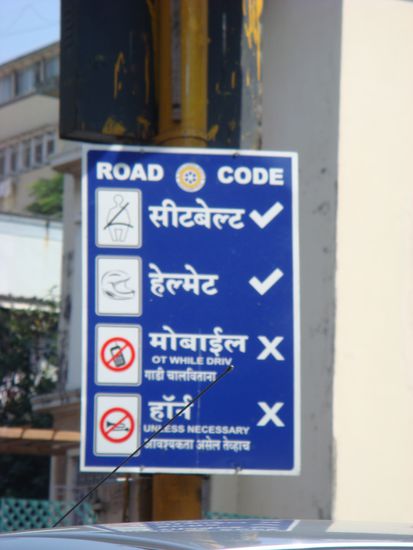 ROAD CODE
सीटबेल्ट
हेल्मेट
मोबाईल
OT WHILE DRIV
गाडी चालविताना
हॉर्न
UNLESS NECESSARY
आवश्यकता असेल तेव्हाच